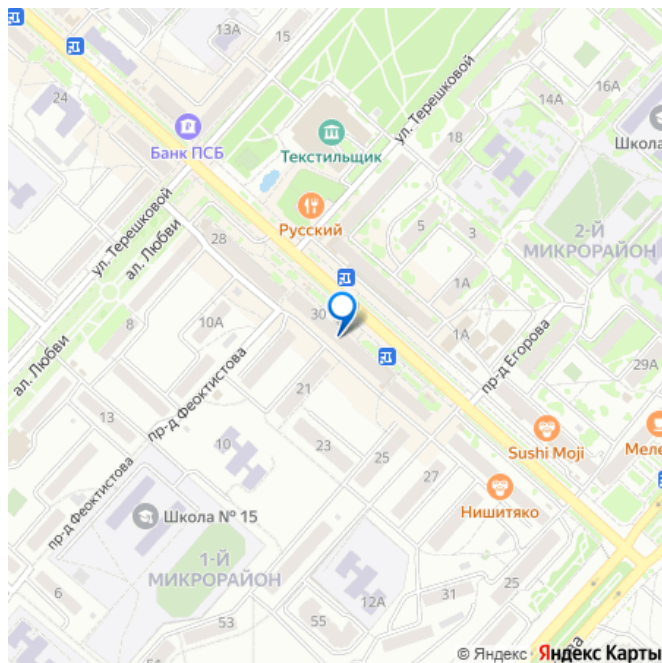 13А
15
24
Банк ПСБ
Текстильщик
ул. Терешковой
16А
14А
18
Школа
Русский
5
3
2-Й
МИКРОРАЙОН
ул. Терешковой
ал. Любви
28
30
1А
1А
8
10А
пр-д Егорова
29А
ал. Любви
пр-д Феоктистова
21
13
10
23
25
27
Sushi Moji
Меле
Нишитяко
пр-д Феоктистова
Школа № 15
1-Й
МИКРОРАЙОН
6
12А
31
25
53
55
51
© Яндекс Яндекс Карты